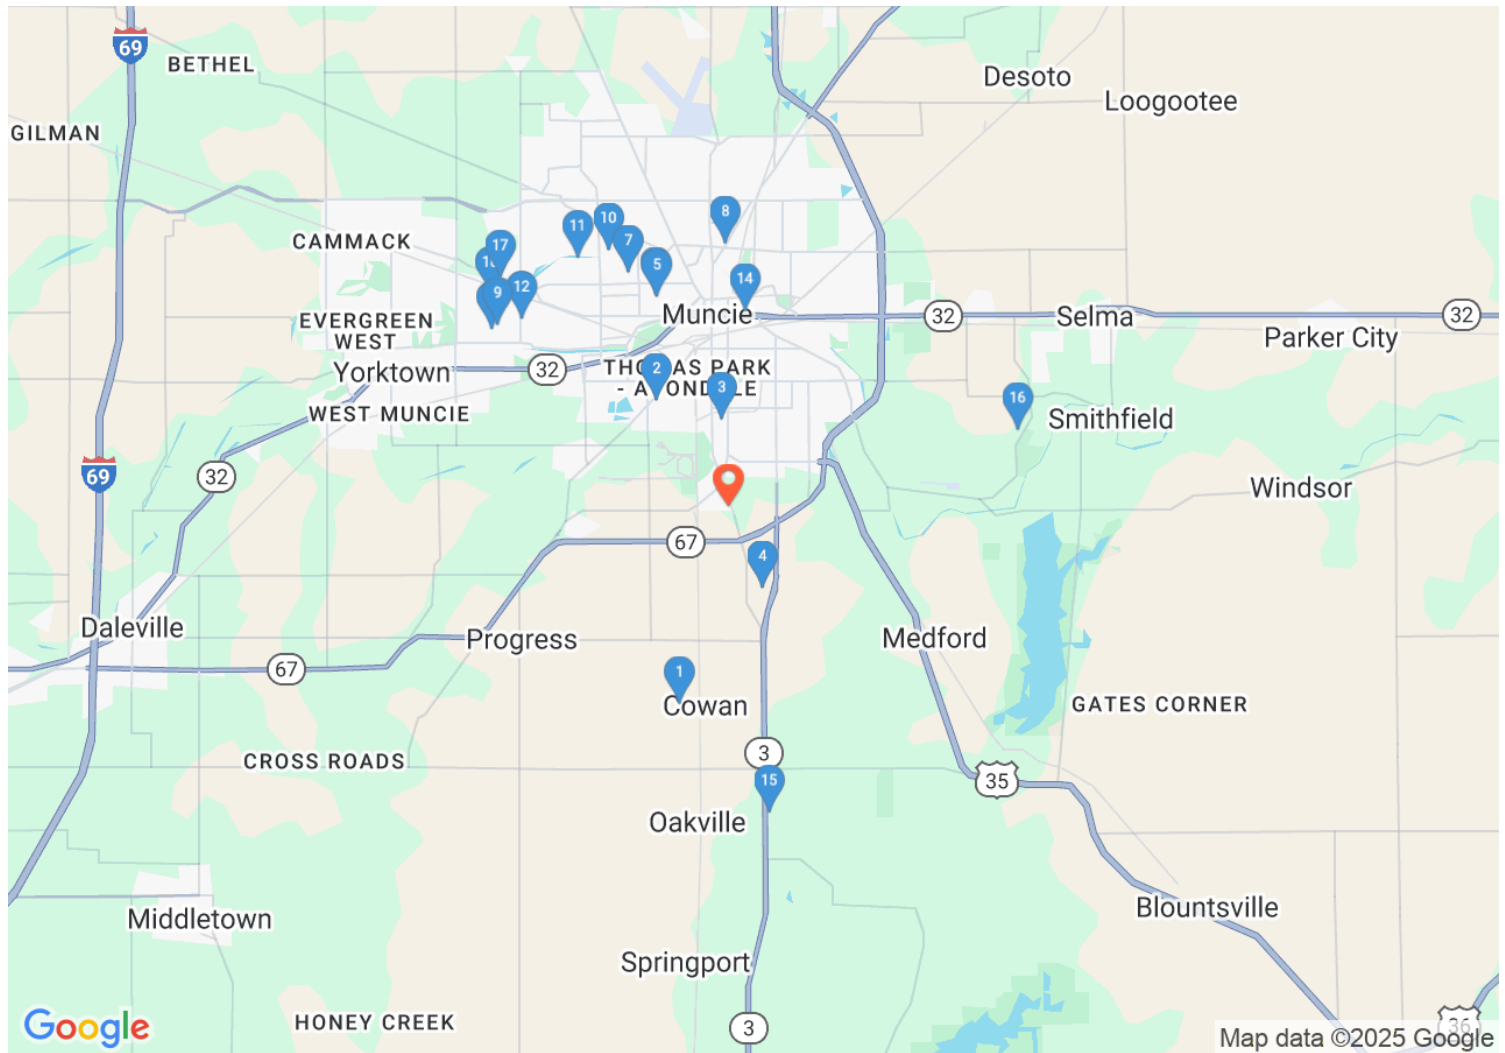 69
BETHEL
Desoto
Loogootee
GILMAN
8
10
11
7
CAMMACK
17
5
14
12
9
EVERGREEN
WEST
Muncie
32
Selma
32
Parker City
Yorktown
32
2
THOMAS PARK
- AVONDALE
3
16
WEST MUNCIE
Smithfield
69
32
Windsor
67
4
Daleville
Progress
Medford
67
1
Cowan
GATES CORNER
CROSS ROADS
3
15
35
Oakville
Middletown
Blountsville
Springport
HONEY CREEK
3
36
Google
Map data ©2025 Google